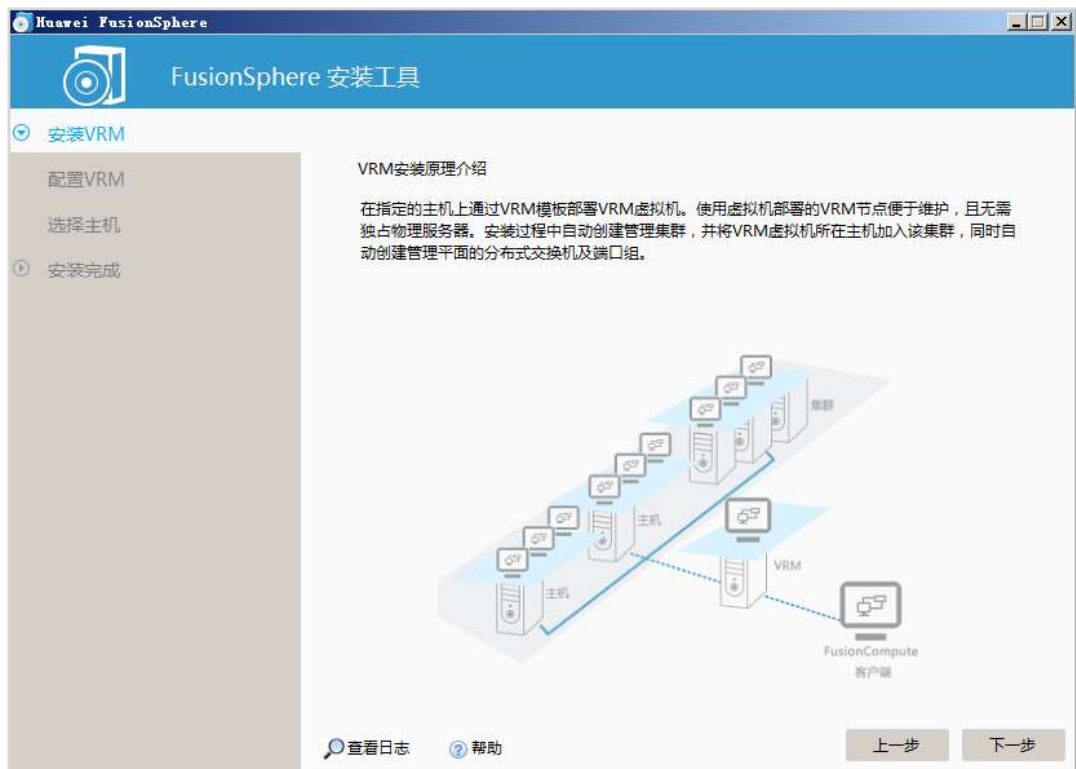 Huawei FusionSphere
FusionSphere 安装工具
安装VRM
配置VRM
选择主机
安装完成
VRM安装原理介绍
在指定的主机上通过VRM模板部署VRM虚拟机。使用虚拟机部署的VRM节点便于维护，且无需
独占物理服务器。安装过程中自动创建管理集群，并将VRM虚拟机所在主机加入该集群，同时自
动创建管理平面的分布式交换机及端口组。
集群
主机
VRM
主机
FusionCompute
客户端
查看日志
帮助
上一步
下一步